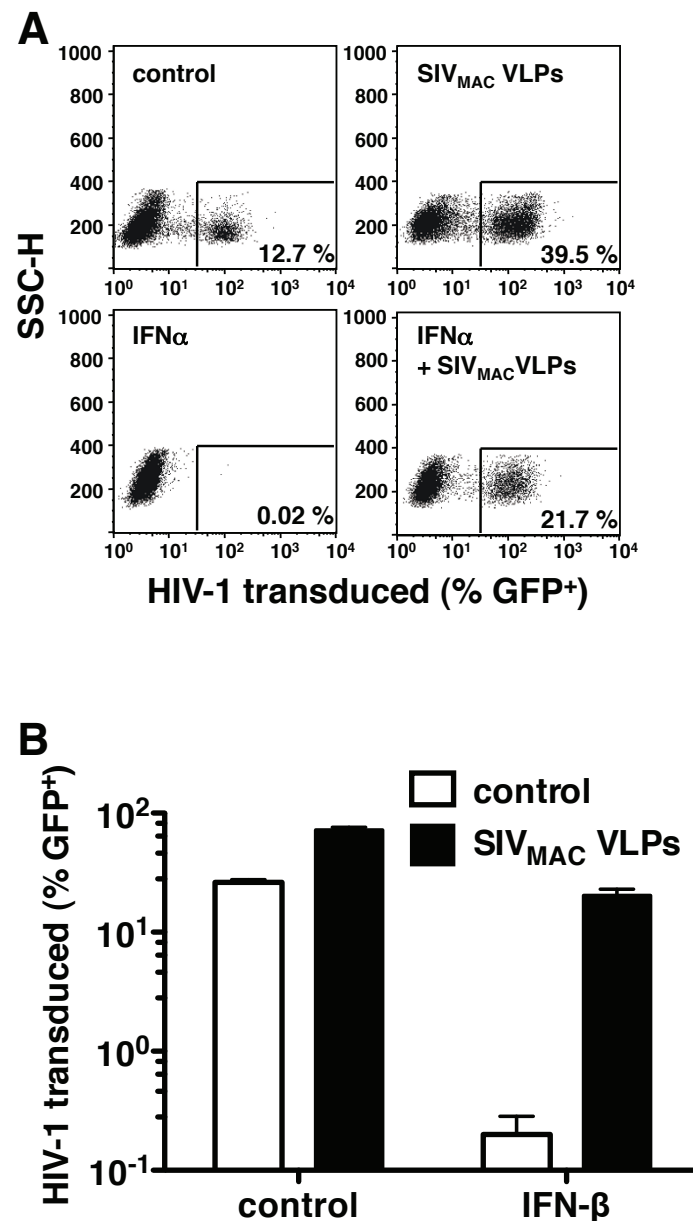 A
SSC-H
1000
800
600
400
200
control
12.7 %
10⁰ 10¹ 10² 10³ 10⁴
1000
800
600
400
200
SIV_MAC VLPs
39.5 %
10⁰ 10¹ 10² 10³ 10⁴
1000
800
600
400
200
IFNα
0.02 %
10⁰ 10¹ 10² 10³ 10⁴
1000
800
600
400
200
IFNα
+ SIV_MACVLPs
21.7 %
10⁰ 10¹ 10² 10³ 10⁴
HIV-1 transduced (% GFP⁺)
B
HIV-1 transduced (% GFP⁺)
control
SIV_MAC VLPs
10²
10¹
10⁰
10⁻¹
control IFN-β